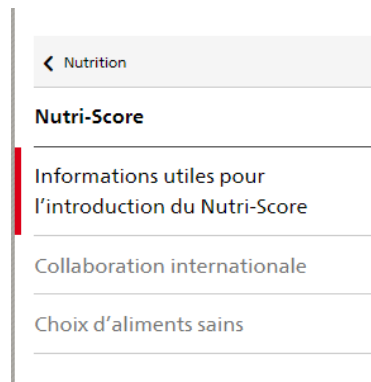 Nutrition
Nutri-Score
Informations utiles pour
l’introduction du Nutri-Score
Collaboration internationale
Choix d’aliments sains